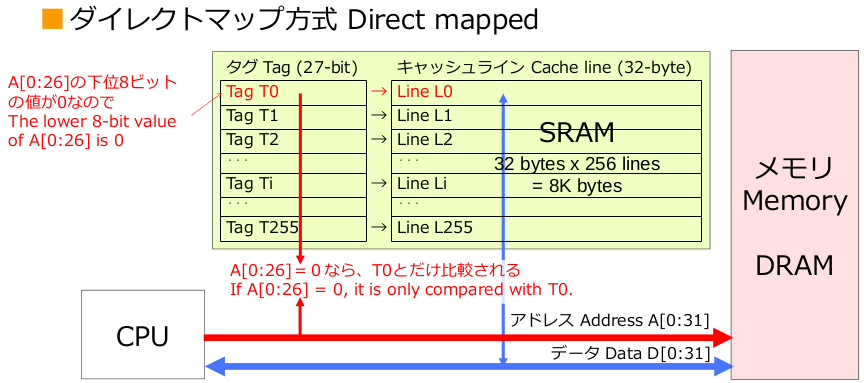 ■ ダイレクトマップ方式 Direct mapped
A[0:26]の下位8ビット
の値が0なので
The lower 8-bit value
of A[0:26] is 0
タグ Tag (27-bit)
キャッシュライン Cache line (32-byte)
Tag T0 → Line L0
Tag T1 → Line L1
Tag T2 → Line L2
... ...
Tag Ti → Line Li
... ...
Tag T255 → Line L255
SRAM
32 bytes x 256 lines
= 8K bytes
メモリ
Memory
DRAM
A[0:26] = 0 なら、T0とだけ比較される
If A[0:26] = 0, it is only compared with T0.
CPU
アドレス Address A[0:31]
データ Data D[0:31]